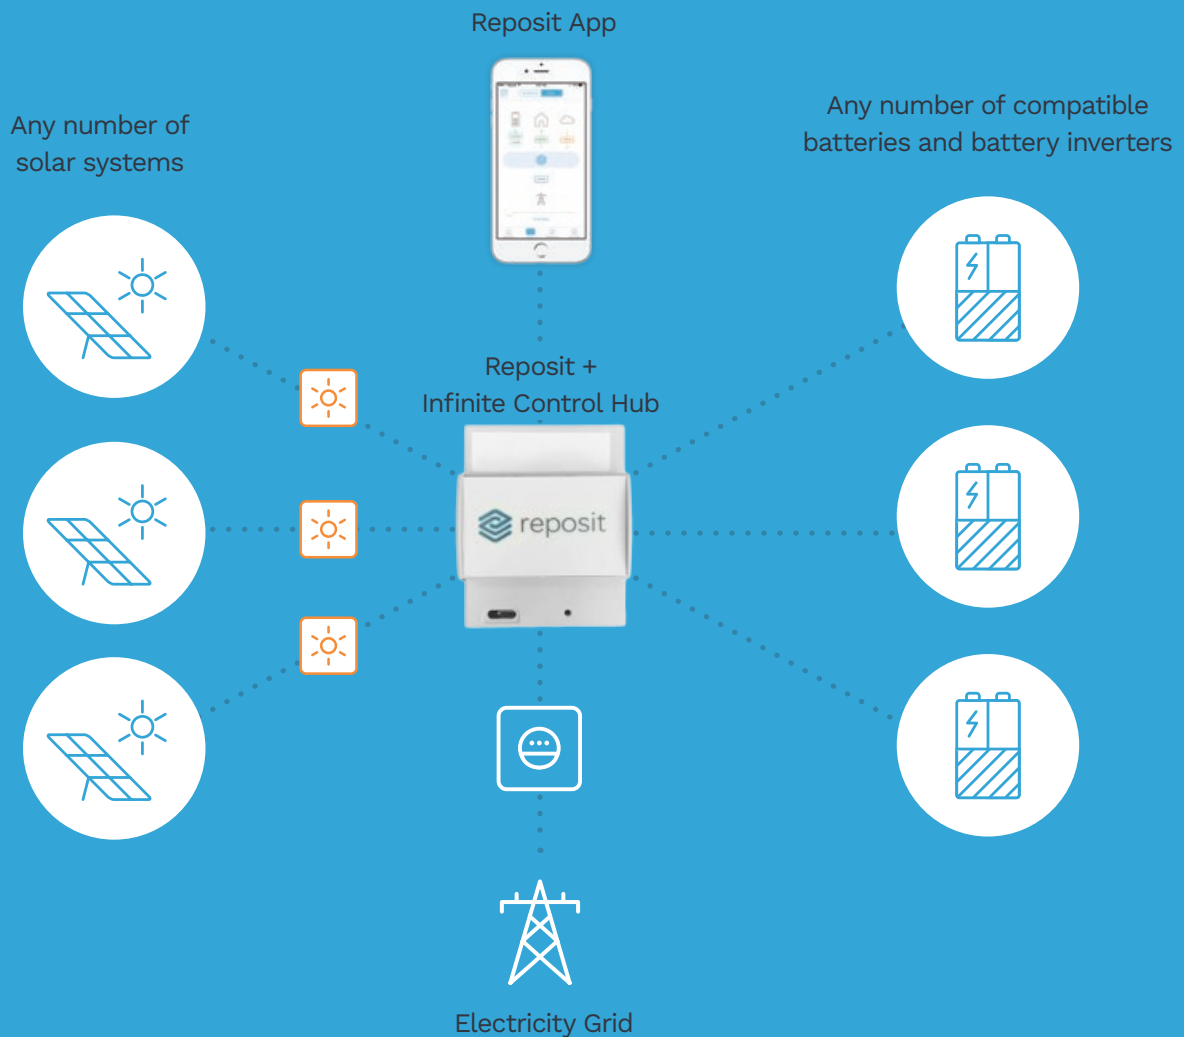 Reposit App
Any number of
solar systems
Any number of compatible
batteries and battery inverters
Reposit +
Infinite Control Hub
reposit
Electricity Grid